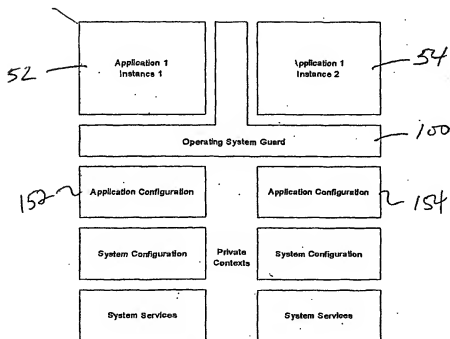 Application 1
Instance 1
Application 1
Instance 2
52
54
Operating System Guard
100
Application Configuration
Application Configuration
152
154
System Configuration
Private
Contexts
System Configuration
System Services
System Services